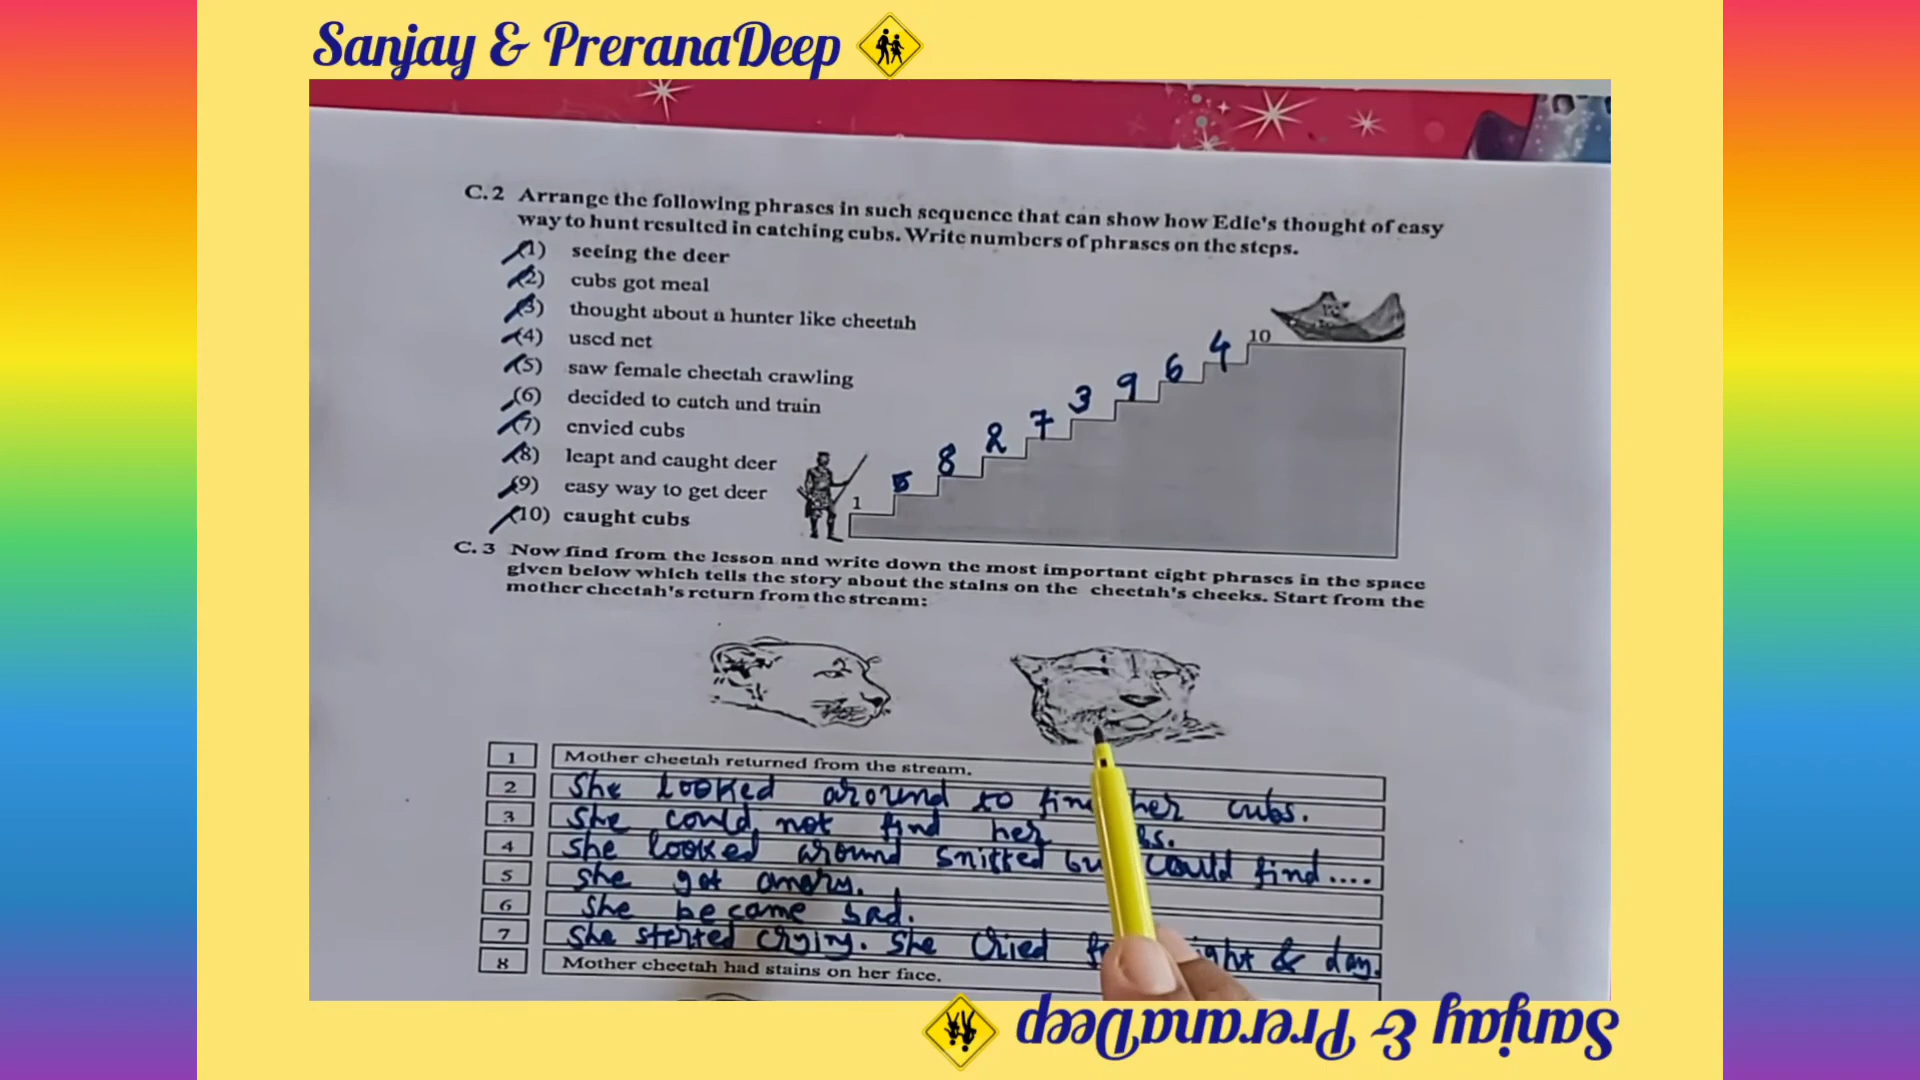 Sanjay & PreranaDeep
C.2 Arrange the following phrases in such sequence that can show how Edie's thought of easy
way to hunt resulted in catching cubs. Write numbers of phrases on the steps.
(1) seeing the deer
(2) cubs got meal
(3) thought about a hunter like cheetah
(4) used net
(5) saw female cheetah crawling
(6) decided to catch and train
(7) envied cubs
(8) leapt and caught deer
(9) easy way to get deer
(10) caught cubs
1 5 8 2 7 3 9 6 4 10
C.3 Now find from the lesson and write down the most important eight phrases in the space
given below which tells the story about the stains on the cheetah's cheeks. Start from the
mother cheetah's return from the stream:
1 Mother cheetah returned from the stream.
2 She looked around to her cubs.
3 She could not find her
4 She looked around could find....
5 She got angry.
6 She became sad.
7 She started crying. She cried & day.
8 Mother cheetah had stains on her face.
Sanjay & PreranaDeep